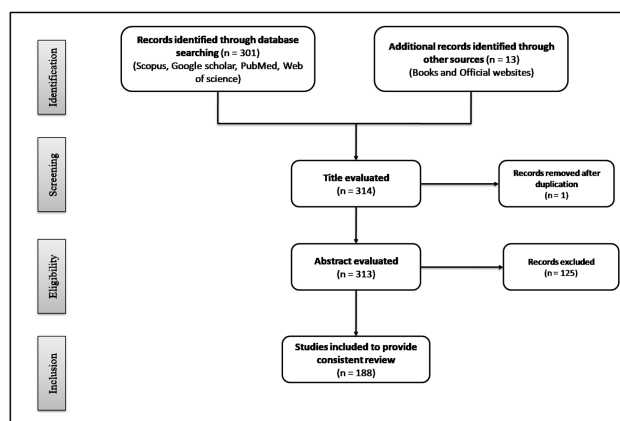 Identification
Records identified through database
searching (n = 301)
(Scopus, Google scholar, PubMed, Web
of science)
Additional records identified through
other sources (n = 13)
(Books and Official websites)
Screening
Title evaluated
(n = 314)
Records removed after
duplication
(n = 1)
Eligibility
Abstract evaluated
(n = 313)
Records excluded
(n = 125)
Inclusion
Studies included to provide
consistent review
(n = 188)